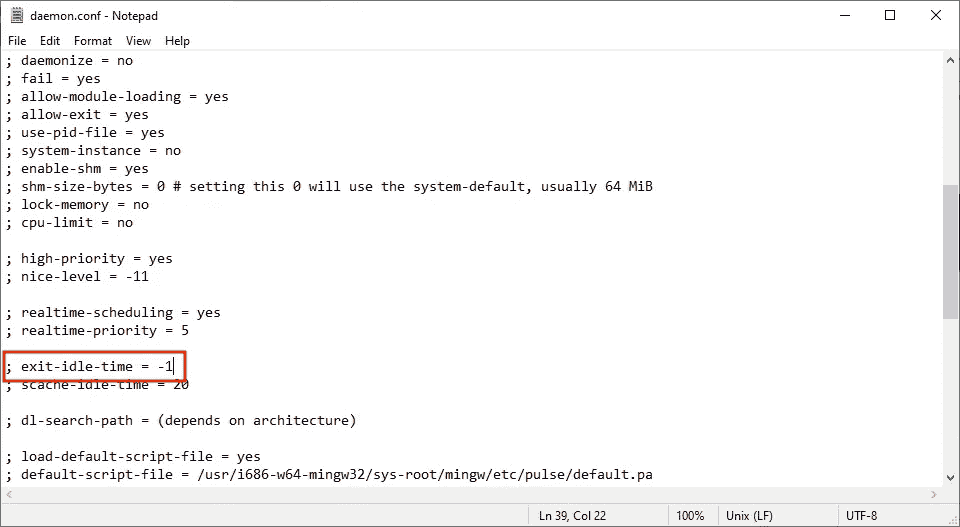 daemon.conf - Notepad
File Edit Format View Help
; daemonize = no
; fail = yes
; allow-module-loading = yes
; allow-exit = yes
; use-pid-file = yes
; system-instance = no
; enable-shm = yes
; shm-size-bytes = 0 # setting this 0 will use the system-default, usually 64 MiB
; lock-memory = no
; cpu-limit = no
; high-priority = yes
; nice-level = -11
; realtime-scheduling = yes
; realtime-priority = 5
; exit-idle-time = -1
; scache-idle-time = 20
; dl-search-path = (depends on architecture)
; load-default-script-file = yes
; default-script-file = /usr/i686-w64-mingw32/sys-root/mingw/etc/pulse/default.pa
Ln 39, Col 22 100% Unix (LF) UTF-8